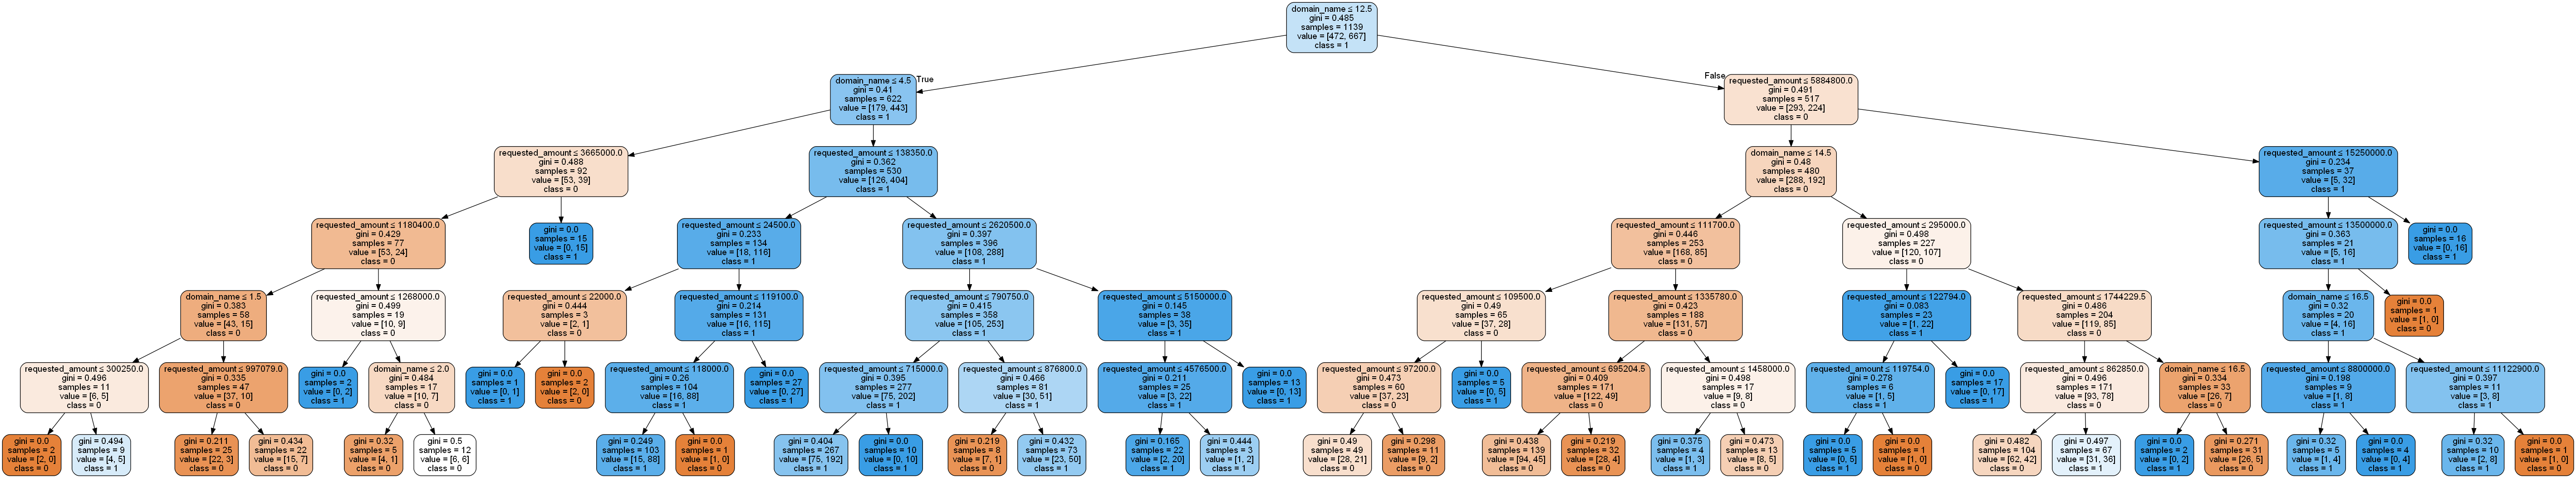 domain_name ≤ 12.5
gini = 0.485
samples = 1139
value = [472, 667]
class = 1
True
False
domain_name ≤ 4.5
gini = 0.41
samples = 622
value = [179, 443]
class = 1
requested_amount ≤ 5884800.0
gini = 0.491
samples = 517
value = [293, 224]
class = 0
requested_amount ≤ 3665000.0
gini = 0.488
samples = 92
value = [53, 39]
class = 0
requested_amount ≤ 138350.0
gini = 0.362
samples = 530
value = [126, 404]
class = 1
domain_name ≤ 14.5
gini = 0.48
samples = 480
value = [288, 192]
class = 0
requested_amount ≤ 15250000.0
gini = 0.234
samples = 37
value = [5, 32]
class = 1
requested_amount ≤ 1180400.0
gini = 0.429
samples = 77
value = [53, 24]
class = 0
gini = 0.0
samples = 15
value = [0, 15]
class = 1
requested_amount ≤ 24500.0
gini = 0.233
samples = 134
value = [18, 116]
class = 1
requested_amount ≤ 2620500.0
gini = 0.397
samples = 396
value = [108, 288]
class = 1
requested_amount ≤ 111700.0
gini = 0.446
samples = 253
value = [168, 85]
class = 0
requested_amount ≤ 295000.0
gini = 0.498
samples = 227
value = [120, 107]
class = 0
requested_amount ≤ 13500000.0
gini = 0.363
samples = 21
value = [5, 16]
class = 1
gini = 0.0
samples = 16
value = [0, 16]
class = 1
domain_name ≤ 1.5
gini = 0.383
samples = 58
value = [43, 15]
class = 0
requested_amount ≤ 1268000.0
gini = 0.499
samples = 19
value = [10, 9]
class = 0
requested_amount ≤ 22000.0
gini = 0.444
samples = 3
value = [2, 1]
class = 0
requested_amount ≤ 119100.0
gini = 0.214
samples = 131
value = [16, 115]
class = 1
requested_amount ≤ 790750.0
gini = 0.415
samples = 358
value = [105, 253]
class = 1
requested_amount ≤ 5150000.0
gini = 0.145
samples = 38
value = [3, 35]
class = 1
requested_amount ≤ 109500.0
gini = 0.49
samples = 65
value = [37, 28]
class = 0
requested_amount ≤ 1335780.0
gini = 0.423
samples = 188
value = [131, 57]
class = 0
requested_amount ≤ 122794.0
gini = 0.083
samples = 23
value = [1, 22]
class = 1
requested_amount ≤ 1744229.5
gini = 0.486
samples = 204
value = [119, 85]
class = 0
domain_name ≤ 16.5
gini = 0.32
samples = 20
value = [4, 16]
class = 1
gini = 0.0
samples = 1
value = [1, 0]
class = 0
requested_amount ≤ 300250.0
gini = 0.496
samples = 11
value = [6, 5]
class = 0
requested_amount ≤ 997079.0
gini = 0.335
samples = 47
value = [37, 10]
class = 0
gini = 0.0
samples = 2
value = [0, 2]
class = 1
domain_name ≤ 2.0
gini = 0.484
samples = 17
value = [10, 7]
class = 0
gini = 0.0
samples = 1
value = [0, 1]
class = 1
gini = 0.0
samples = 2
value = [2, 0]
class = 0
requested_amount ≤ 118000.0
gini = 0.26
samples = 104
value = [16, 88]
class = 1
gini = 0.0
samples = 27
value = [0, 27]
class = 1
requested_amount ≤ 715000.0
gini = 0.395
samples = 277
value = [75, 202]
class = 1
requested_amount ≤ 876800.0
gini = 0.466
samples = 81
value = [30, 51]
class = 1
requested_amount ≤ 4576500.0
gini = 0.211
samples = 25
value = [3, 22]
class = 1
gini = 0.0
samples = 13
value = [0, 13]
class = 1
requested_amount ≤ 97200.0
gini = 0.473
samples = 60
value = [37, 23]
class = 0
gini = 0.0
samples = 5
value = [0, 5]
class = 1
requested_amount ≤ 695204.5
gini = 0.409
samples = 171
value = [122, 49]
class = 0
requested_amount ≤ 1458000.0
gini = 0.498
samples = 17
value = [9, 8]
class = 0
requested_amount ≤ 119754.0
gini = 0.278
samples = 6
value = [1, 5]
class = 1
gini = 0.0
samples = 17
value = [0, 17]
class = 1
requested_amount ≤ 862850.0
gini = 0.496
samples = 171
value = [93, 78]
class = 0
domain_name ≤ 16.5
gini = 0.334
samples = 33
value = [26, 7]
class = 0
requested_amount ≤ 8800000.0
gini = 0.198
samples = 9
value = [1, 8]
class = 1
requested_amount ≤ 11122900.0
gini = 0.397
samples = 11
value = [3, 8]
class = 1
gini = 0.0
samples = 2
value = [2, 0]
class = 0
gini = 0.494
samples = 9
value = [4, 5]
class = 1
gini = 0.211
samples = 25
value = [22, 3]
class = 0
gini = 0.434
samples = 22
value = [15, 7]
class = 0
gini = 0.32
samples = 5
value = [4, 1]
class = 0
gini = 0.5
samples = 12
value = [6, 6]
class = 0
gini = 0.249
samples = 103
value = [15, 88]
class = 1
gini = 0.0
samples = 1
value = [1, 0]
class = 0
gini = 0.404
samples = 267
value = [75, 192]
class = 1
gini = 0.0
samples = 10
value = [0, 10]
class = 1
gini = 0.219
samples = 8
value = [7, 1]
class = 0
gini = 0.432
samples = 73
value = [23, 50]
class = 1
gini = 0.165
samples = 22
value = [2, 20]
class = 1
gini = 0.444
samples = 3
value = [1, 2]
class = 1
gini = 0.49
samples = 49
value = [28, 21]
class = 0
gini = 0.298
samples = 11
value = [9, 2]
class = 0
gini = 0.438
samples = 139
value = [94, 45]
class = 0
gini = 0.219
samples = 32
value = [28, 4]
class = 0
gini = 0.375
samples = 4
value = [1, 3]
class = 1
gini = 0.473
samples = 13
value = [8, 5]
class = 0
gini = 0.0
samples = 5
value = [0, 5]
class = 1
gini = 0.0
samples = 1
value = [1, 0]
class = 0
gini = 0.482
samples = 104
value = [62, 42]
class = 0
gini = 0.497
samples = 67
value = [31, 36]
class = 1
gini = 0.0
samples = 2
value = [0, 2]
class = 1
gini = 0.271
samples = 31
value = [26, 5]
class = 0
gini = 0.32
samples = 5
value = [1, 4]
class = 1
gini = 0.0
samples = 4
value = [0, 4]
class = 1
gini = 0.32
samples = 10
value = [2, 8]
class = 1
gini = 0.0
samples = 1
value = [1, 0]
class = 0